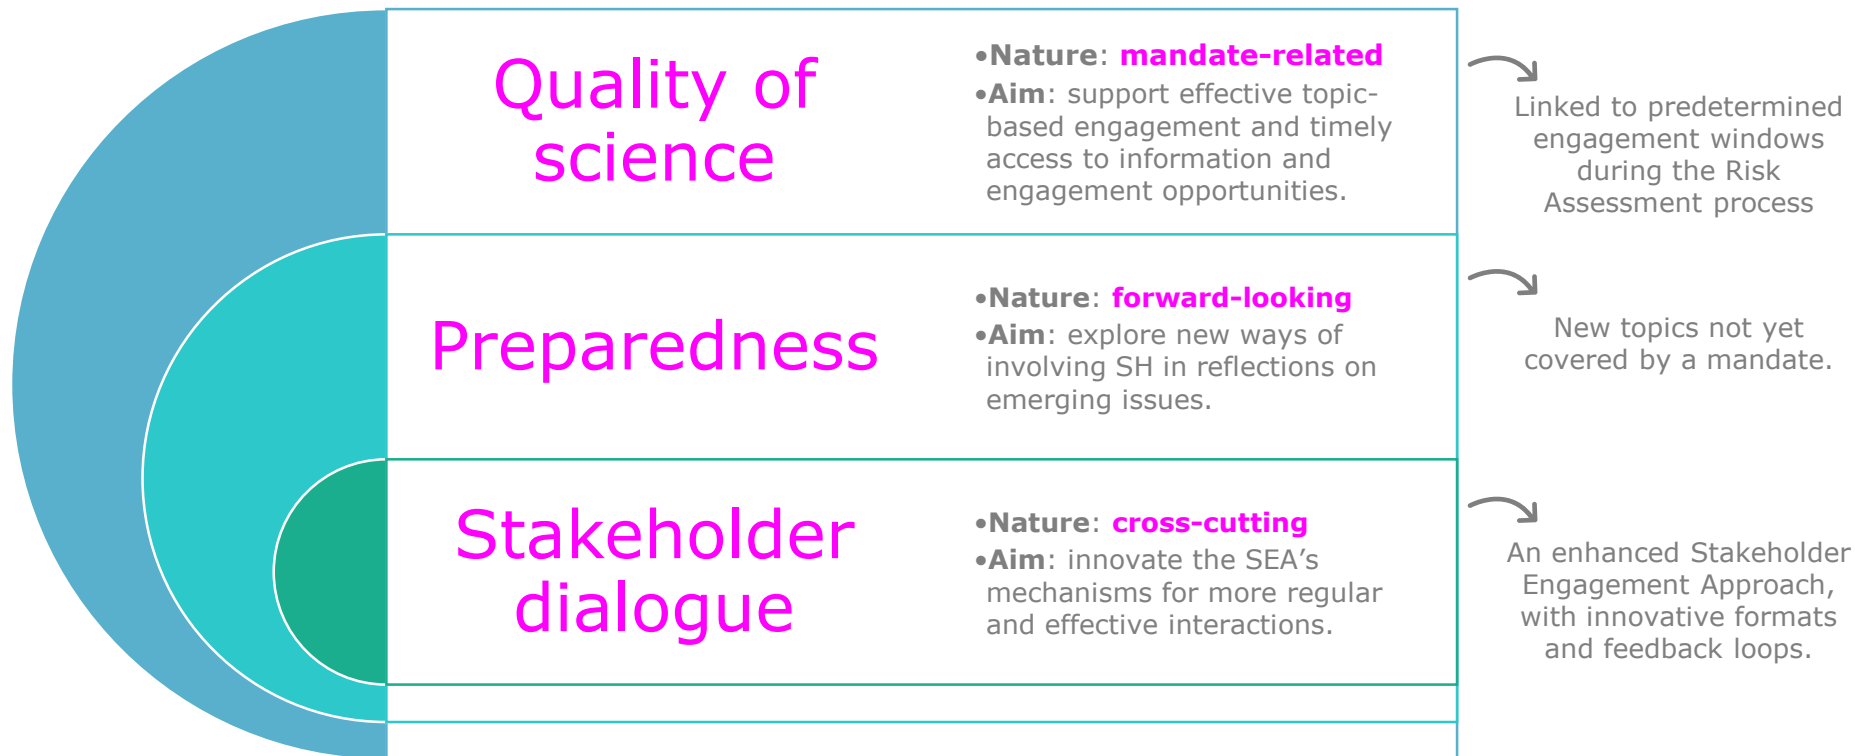 Quality of
science
•Nature: mandate-related
•Aim: support effective topic-
based engagement and timely
access to information and
engagement opportunities.
Linked to predetermined
engagement windows
during the Risk
Assessment process
Preparedness
•Nature: forward-looking
•Aim: explore new ways of
involving SH in reflections on
emerging issues.
New topics not yet
covered by a mandate.
Stakeholder
dialogue
•Nature: cross-cutting
•Aim: innovate the SEA’s
mechanisms for more regular
and effective interactions.
An enhanced Stakeholder
Engagement Approach,
with innovative formats
and feedback loops.